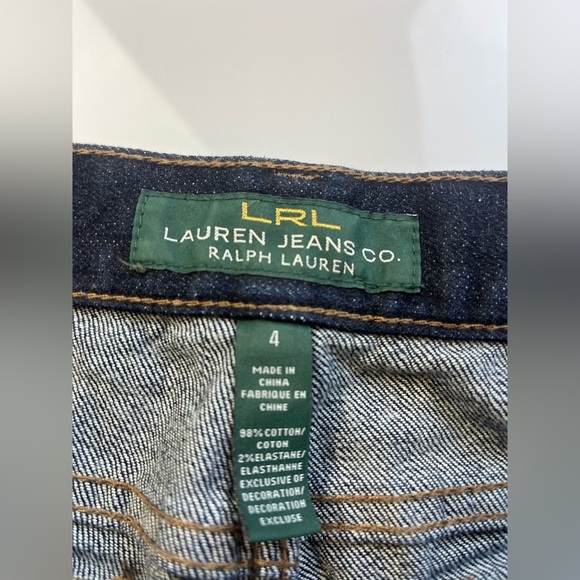 LRL
LAUREN JEANS CO.
RALPH LAUREN
4
MADE IN
CHINA
FABRIQUE EN
CHINE
98% COTTON/
COTON
2% ELASTANE/
ELASTHANNE
EXCLUSIVE OF
DECORATION/
DECORATION
EXCLUSE